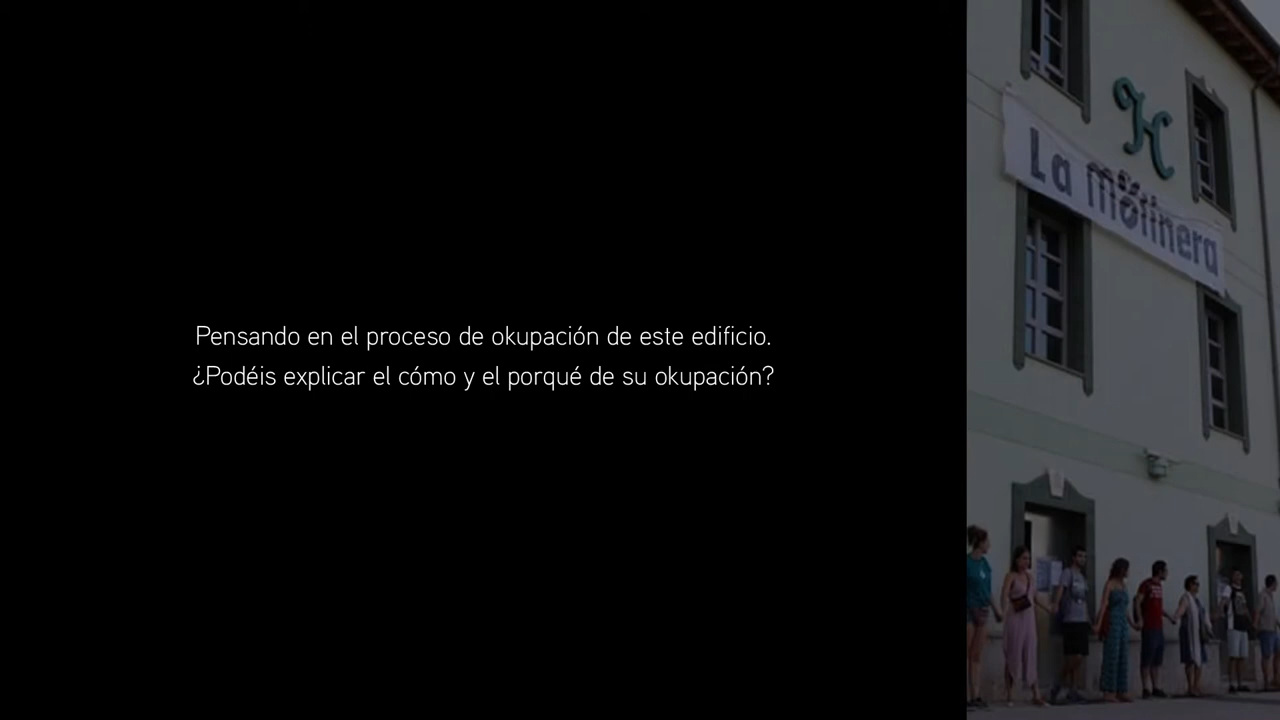 Pensando en el proceso de okupación de este edificio.
¿Podéis explicar el cómo y el porqué de su okupación?
H
La molinera